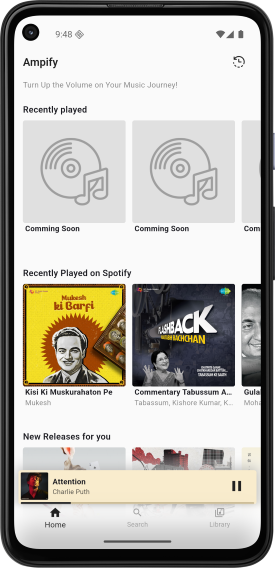 9:48
Ampify
Turn Up the Volume on Your Music Journey!
Recently played
Comming Soon
Comming Soon
Com
Recently Played on Spotify
Mukesh
ki Barfi
FLASHBACK
BACHCHAN
Kisi Ki Muskurahaton Pe
Commentary Tabussum A...
Gula
Mukesh
Tabassum, Kishore Kumar, K...
Moha
New Releases for you
Attention
Charlie Puth
Home
Search
Library